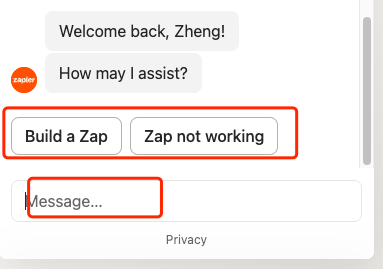 Welcome back, Zheng!
How may I assist?
zapier
Build a Zap
Zap not working
Message...
Privacy